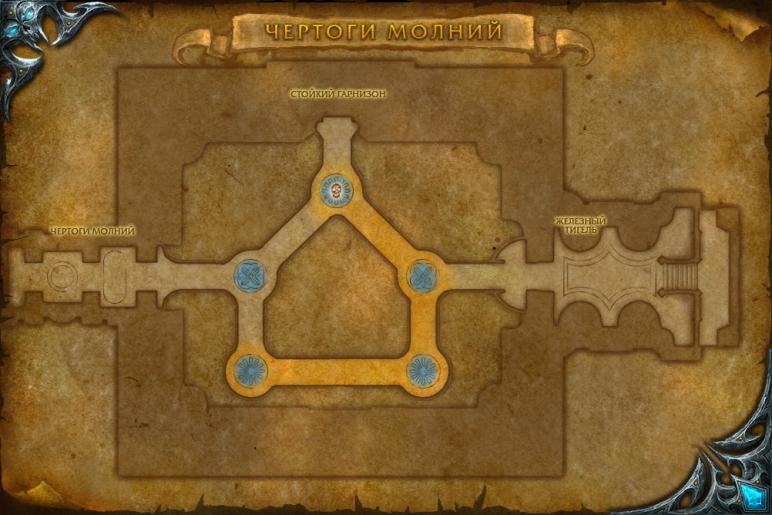 ЧЕРТОГИ МОЛНИЙ
СТОЙКИЙ ГАРНИЗОН
ЧЕРТОГИ МОЛНИЙ
ЖЕЛЕЗНЫЙ
ТИГЕЛЬ